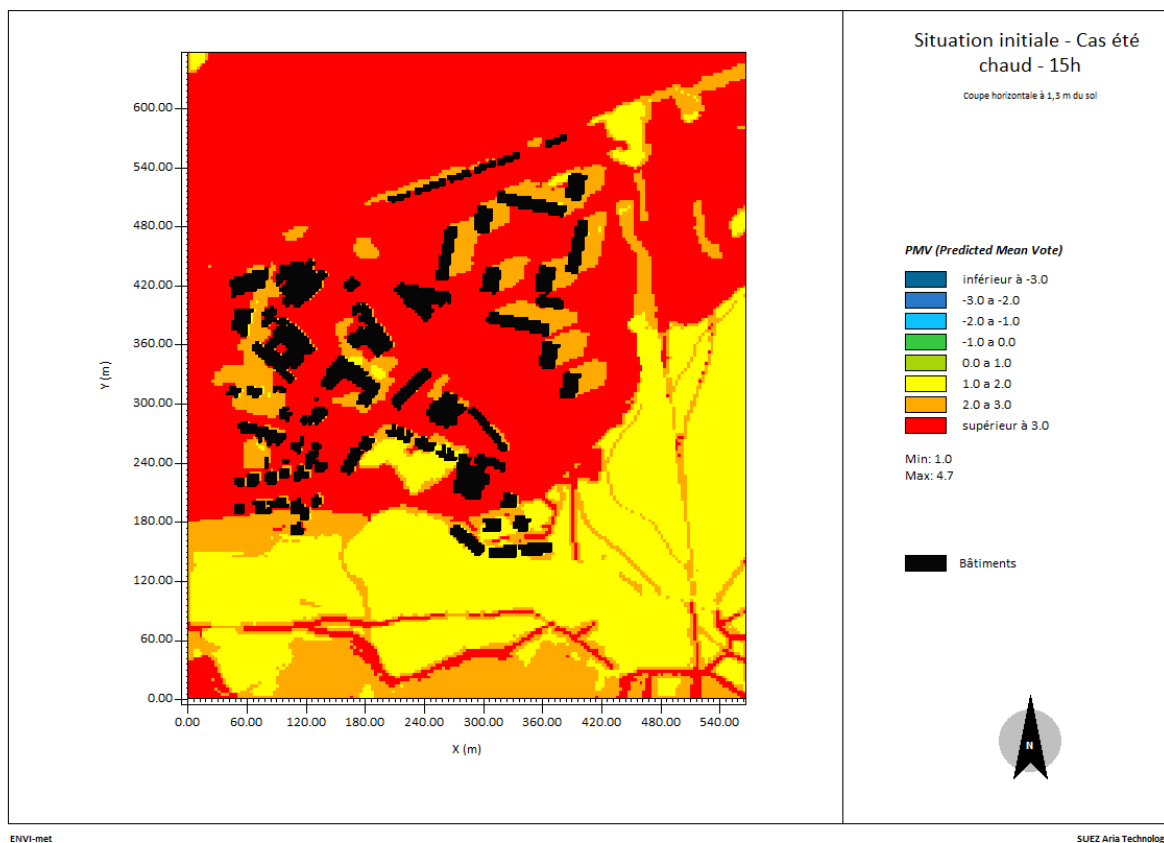 Situation initiale - Cas été
chaud - 15h
Coupe horizontale à 1,3 m du sol
600.00
540.00
480.00
420.00
360.00
300.00
240.00
180.00
120.00
60.00
0.00
Y (m)
0.00 60.00 120.00 180.00 240.00 300.00 360.00 420.00 480.00 540.00
X (m)
PMV (Predicted Mean Vote)
inférieur à -3.0
-3.0 a -2.0
-2.0 a -1.0
-1.0 a 0.0
0.0 a 1.0
1.0 a 2.0
2.0 a 3.0
supérieur à 3.0
Min: 1.0
Max: 4.7
Bâtiments
N
ENVI-met
SUEZ Aria Technolog